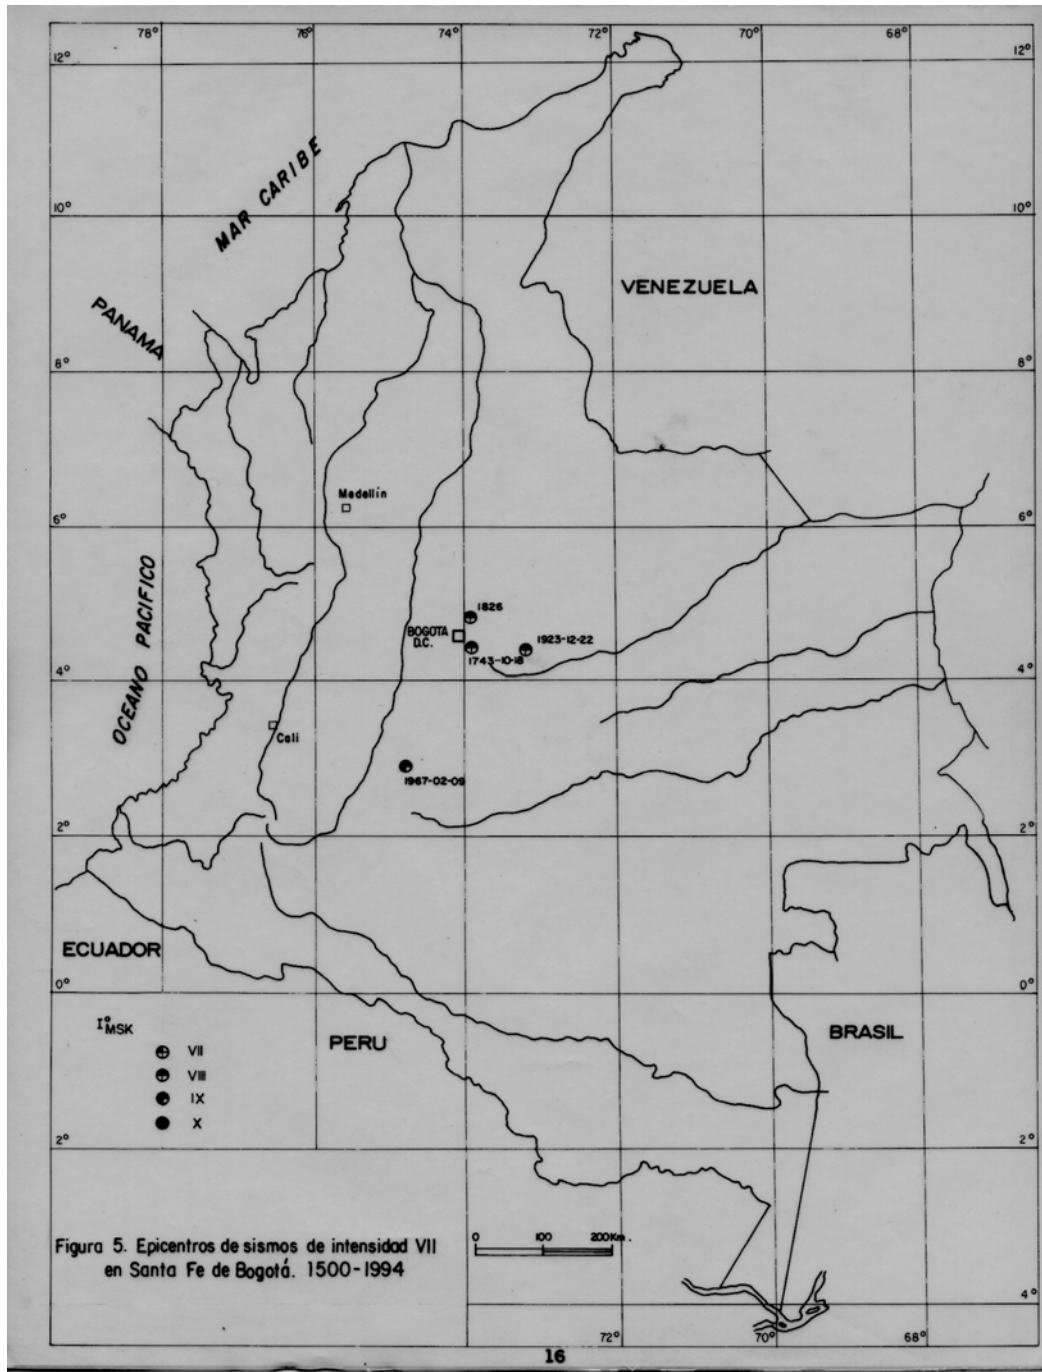 78° 76° 74° 72° 70° 68°
12° 12°
MAR CARIBE
10° 10°
VENEZUELA
PANAMA
8° 8°
Medellín
6° 6°
OCEANO PACIFICO
1826
BOGOTA
D.C.
1923-12-22
1743-10-18
4° 4°
Cali
1967-02-09
2° 2°
ECUADOR
0° 0°
I°MSK
PERU
BRASIL
VII
VIII
IX
X
2° 2°
Figura 5. Epicentros de sismos de intensidad VII
en Santa Fe de Bogotá. 1500-1994
0 100 200Km.
4°
72° 70° 68°
16